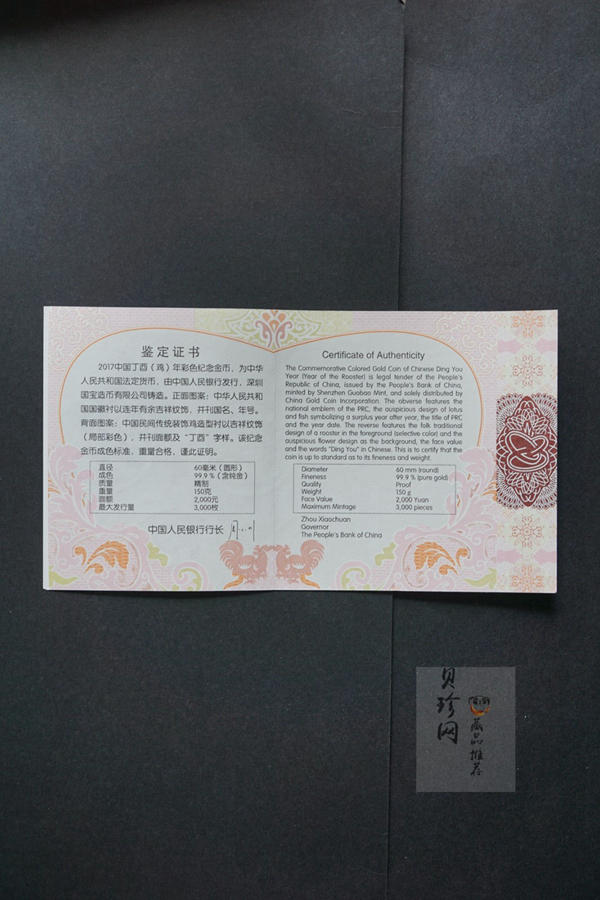 鉴定证书
2017中国丁酉(鸡)年彩色纪念金币,为中华
人民共和国法定货币,由中国人民银行发行,深圳
国宝造币有限公司铸造。正面图案:中华人民共和
国国徽衬以连年有余吉祥纹饰,并刊国名、年号。
背面图案:中国民间传统装饰鸡造型衬以吉祥纹饰
(局部彩色),并刊面额及“丁酉”字样。该纪念
金币成色标准,重量合格,谨此证明。
直径 60毫米(圆形)
成色 99.9%(含纯金)
质量 精制
重量 150克
面额 2,000元
最大发行量 3,000枚
中国人民银行行长
Certificate of Authenticity
The Commemorative Colored Gold Coin of Chinese Ding You
Year (Year of the Rooster) is legal tender of the People's
Republic of China, issued by the People's Bank of China,
minted by Shenzhen Guobao Mint, and solely distributed by
China Gold Coin Incorporation. The obverse features the
national emblem of the PRC, the auspicious design of lotus
and fish symbolizing a surplus year after year, the title of PRC
and the year date. The reverse features the folk traditional
design of a rooster in the foreground (selective color) and the
auspicious flower design as the background, the face value
and the words "Ding You" in Chinese. This is to certify that the
coin is up to standard as to its fineness and weight.
Diameter 60 mm (round)
Fineness 99.9 % (pure gold)
Quality Proof
Weight 150 g
Face Value 2,000 Yuan
Maximum Mintage 3,000 pieces
Zhou Xiaochuan
Governor
The People's Bank of China
贝珍网
藏品推荐